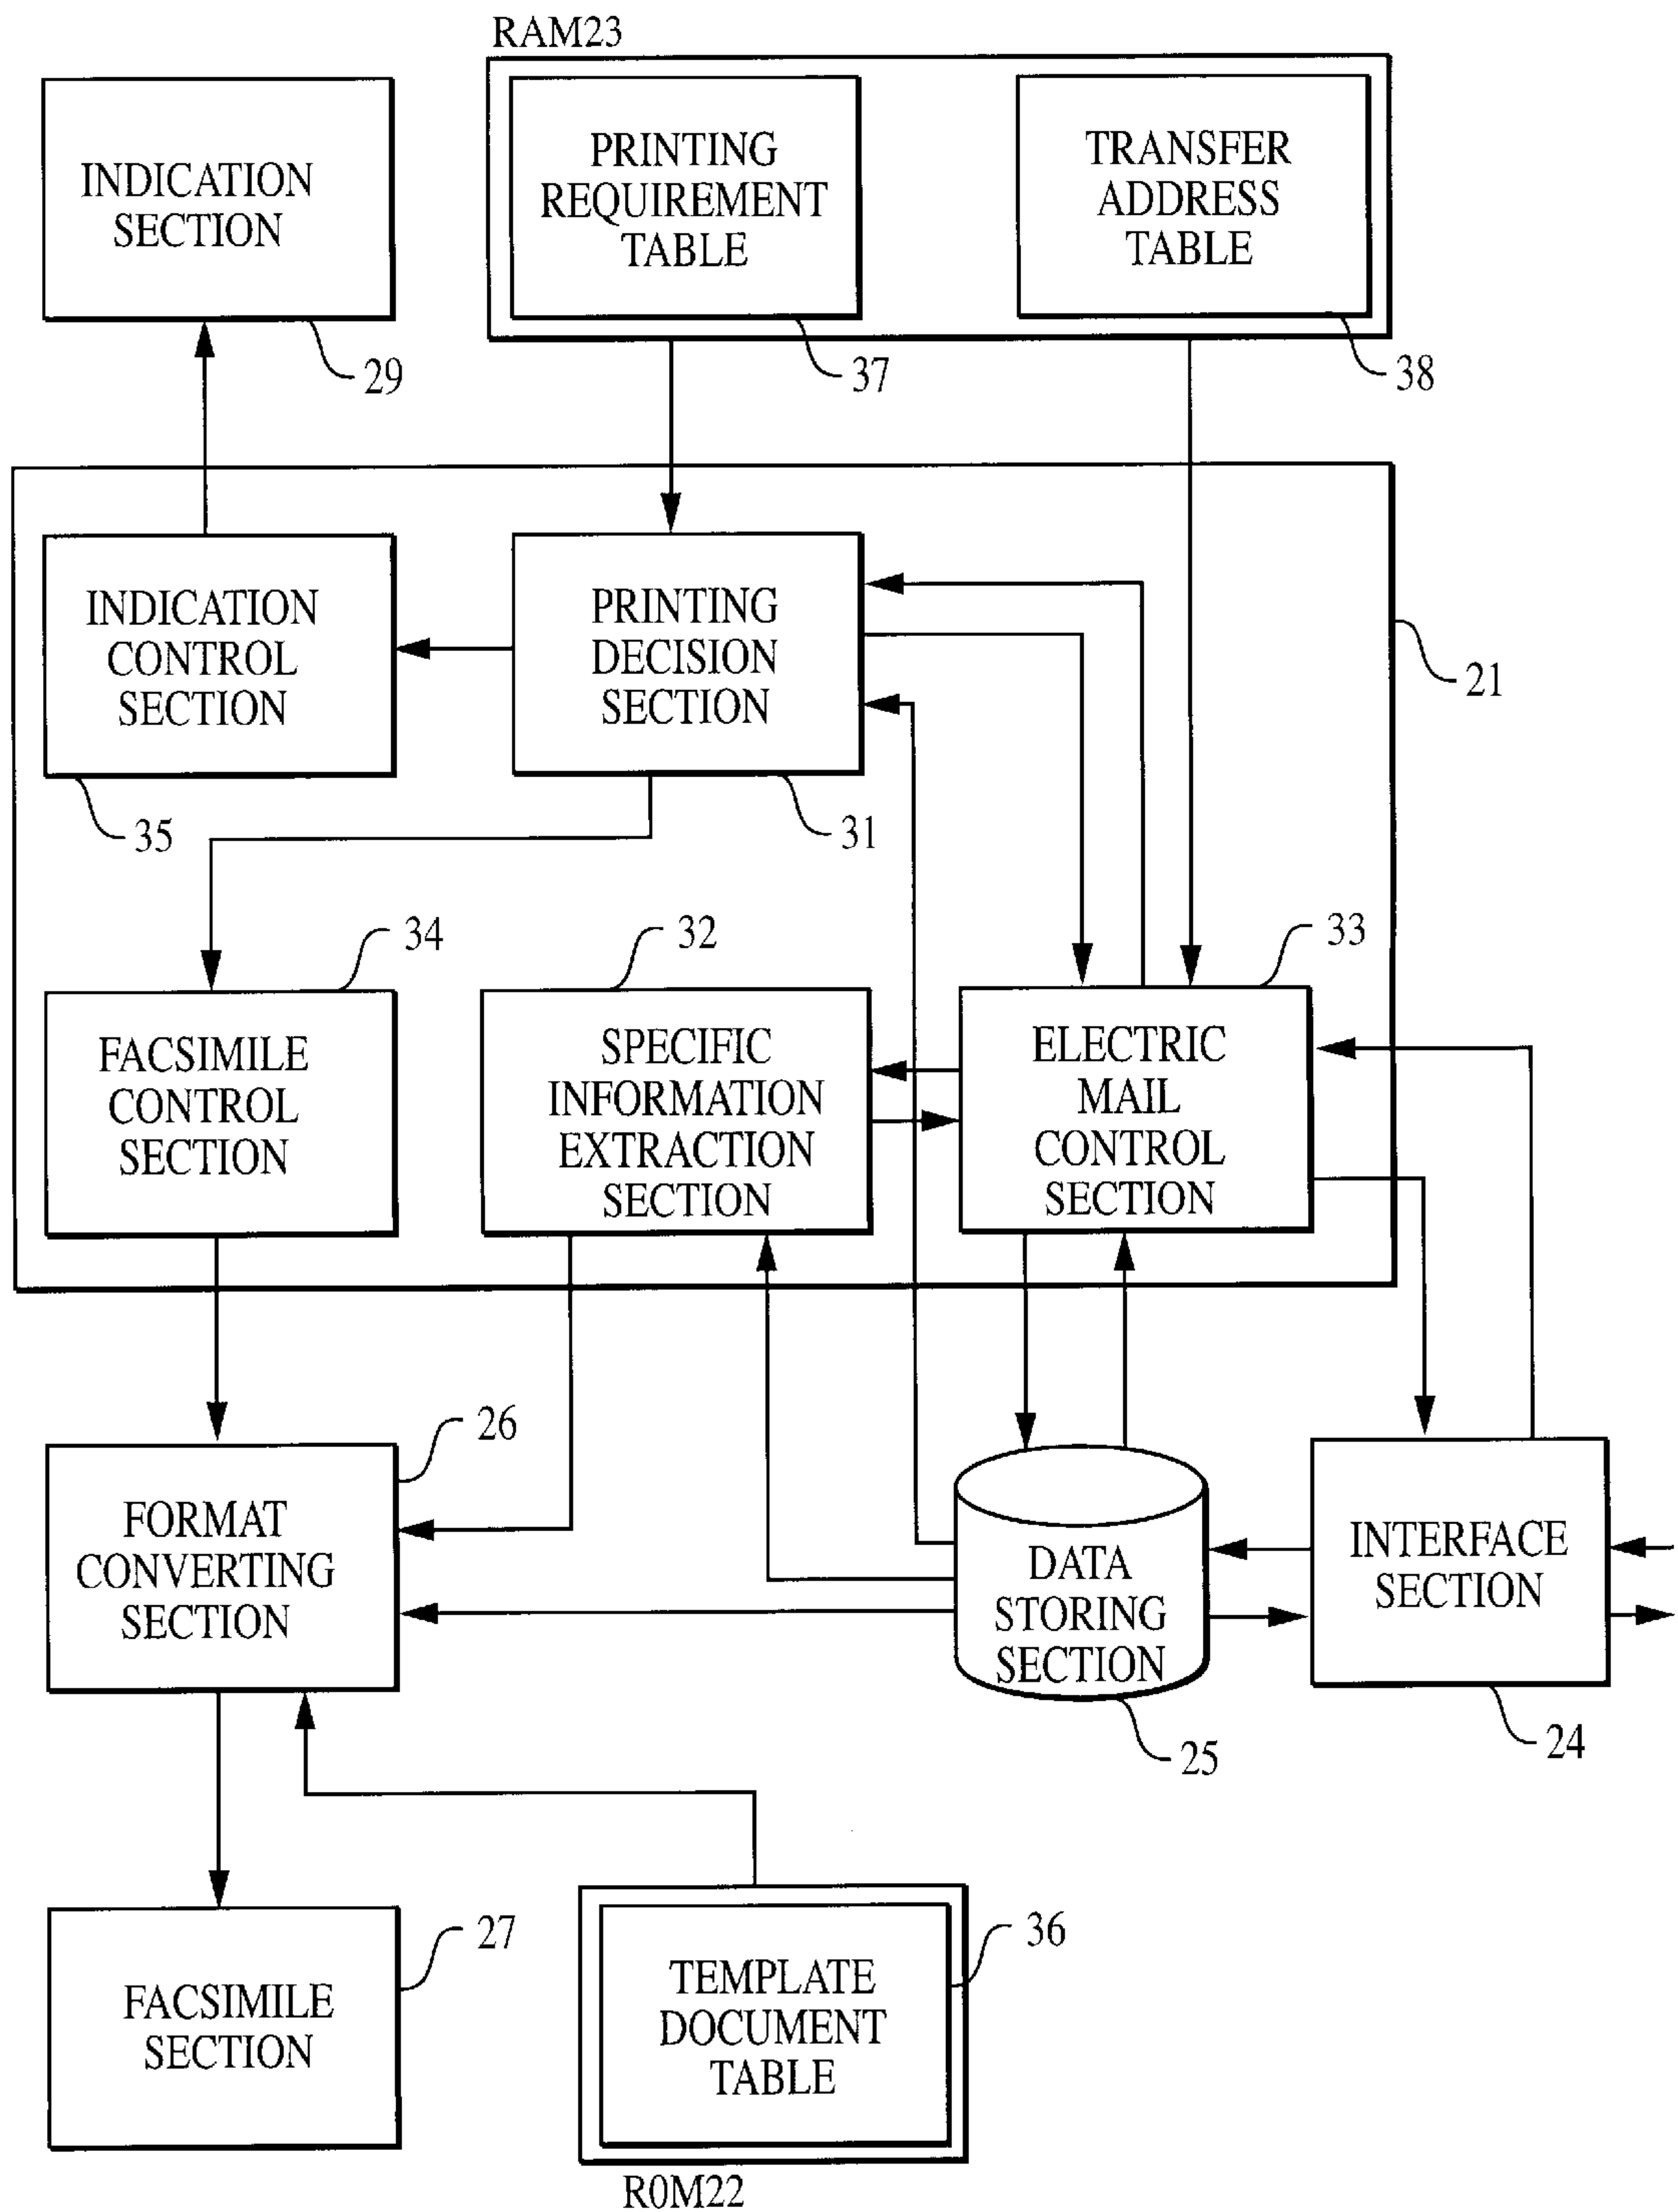 RAM23
INDICATION
SECTION
29
PRINTING
REQUIREMENT
TABLE
37
TRANSFER
ADDRESS
TABLE
38
INDICATION
CONTROL
SECTION
35
PRINTING
DECISION
SECTION
31
21
FACSIMILE
CONTROL
SECTION
34
SPECIFIC
INFORMATION
EXTRACTION
SECTION
32
ELECTRIC
MAIL
CONTROL
SECTION
33
FORMAT
CONVERTING
SECTION
26
DATA
STORING
SECTION
25
INTERFACE
SECTION
24
FACSIMILE
SECTION
27
TEMPLATE
DOCUMENT
TABLE
36
R0M22